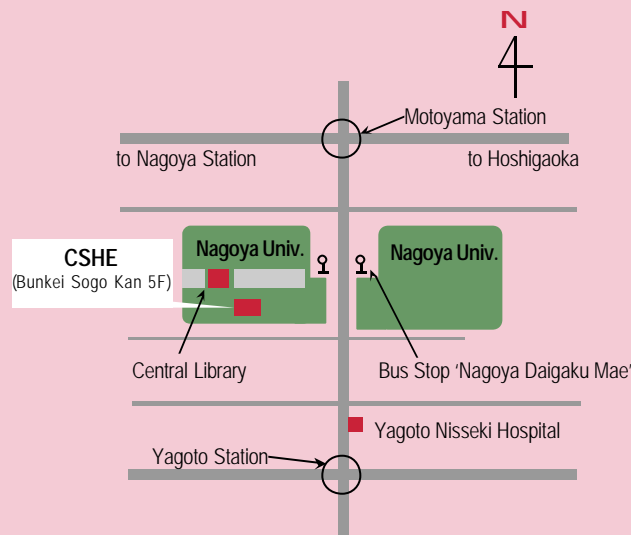 N
Motoyama Station
to Nagoya Station
to Hoshigaoka
Nagoya Univ.
Nagoya Univ.
CSHE
(Bunkei Sogo Kan 5F)
Central Library
Bus Stop ‘Nagoya Daigaku Mae’
Yagoto Nisseki Hospital
Yagoto Station